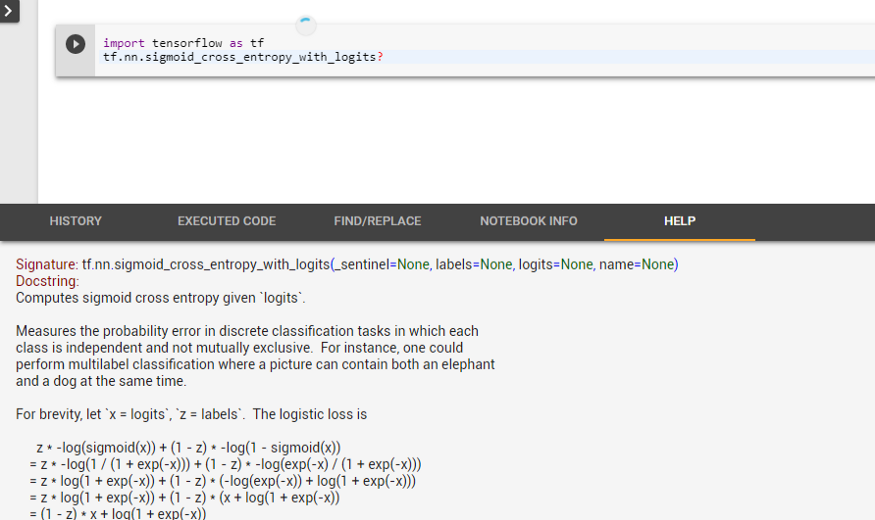 import tensorflow as tf
tf.nn.sigmoid_cross_entropy_with_logits?
HISTORY EXECUTED CODE FIND/REPLACE NOTEBOOK INFO HELP
Signature: tf.nn.sigmoid_cross_entropy_with_logits(_sentinel=None, labels=None, logits=None, name=None)
Docstring:
Computes sigmoid cross entropy given `logits`.
Measures the probability error in discrete classification tasks in which each
class is independent and not mutually exclusive.  For instance, one could
perform multilabel classification where a picture can contain both an elephant
and a dog at the same time.
For brevity, let `x = logits`, `z = labels`.  The logistic loss is
z * -log(sigmoid(x)) + (1 - z) * -log(1 - sigmoid(x))
= z * -log(1 / (1 + exp(-x))) + (1 - z) * -log(exp(-x) / (1 + exp(-x)))
= z * log(1 + exp(-x)) + (1 - z) * (-log(exp(-x)) + log(1 + exp(-x)))
= z * log(1 + exp(-x)) + (1 - z) * (x + log(1 + exp(-x))
= (1 - z) * x + log(1 + exp(-x))